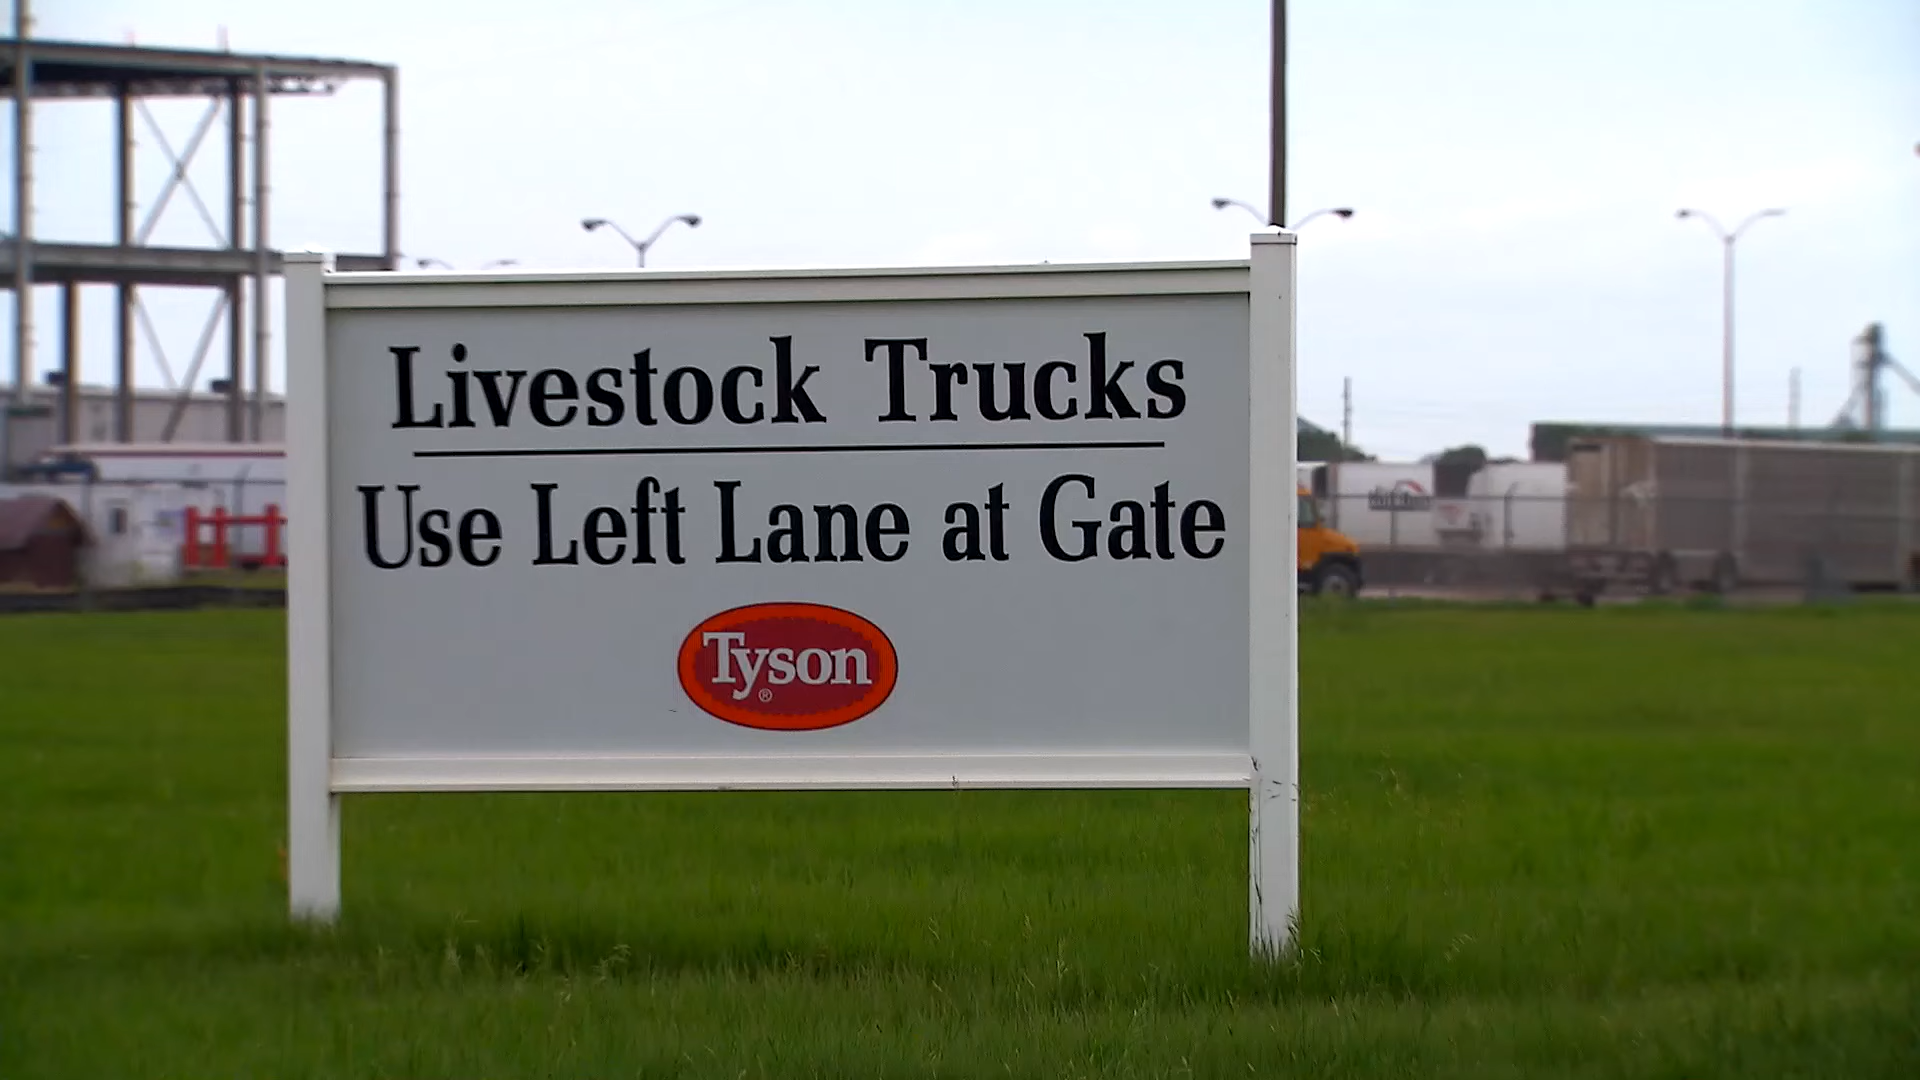 Livestock Trucks
Use Left Lane at Gate
Tyson
®